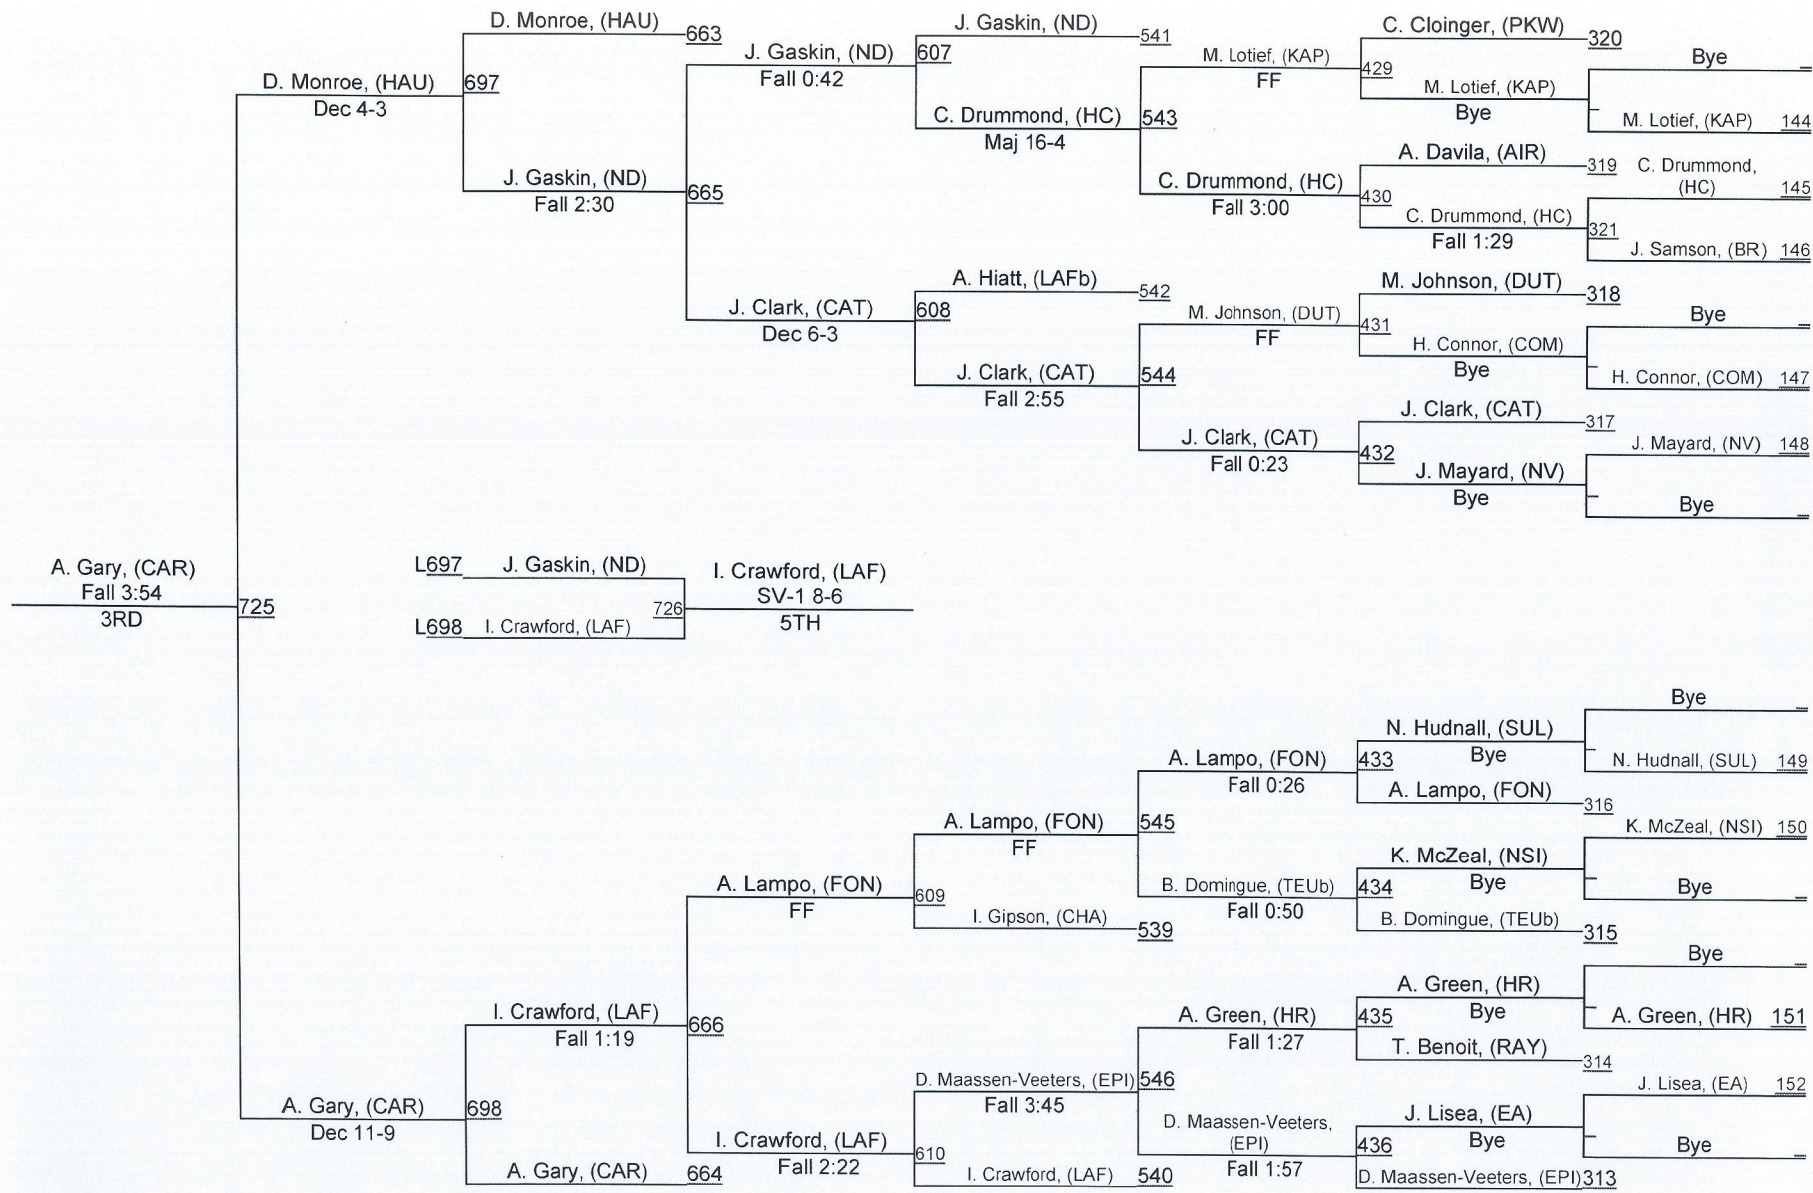 D. Monroe, (HAU)
663
J. Gaskin, (ND)
541
C. Cloinger, (PKW)
320
Bye
J. Gaskin, (ND)
607
Fall 0:42
M. Lotief, (KAP)
FF
429
M. Lotief, (KAP)
Bye
D. Monroe, (HAU)
697
Dec 4-3
C. Drummond, (HC)
543
Maj 16-4
M. Lotief, (KAP)
144
A. Davila, (AIR)
319
C. Drummond,
(HC)
145
J. Gaskin, (ND)
665
Fall 2:30
C. Drummond, (HC)
430
Fall 3:00
C. Drummond, (HC)
321
Fall 1:29
J. Samson, (BR)
146
A. Hiatt, (LAFb)
542
M. Johnson, (DUT)
318
Bye
J. Clark, (CAT)
608
Dec 6-3
M. Johnson, (DUT)
431
FF
H. Connor, (COM)
Bye
J. Clark, (CAT)
544
Fall 2:55
H. Connor, (COM)
147
J. Clark, (CAT)
317
J. Clark, (CAT)
432
Fall 0:23
J. Mayard, (NV)
148
J. Mayard, (NV)
Bye
Bye
A. Gary, (CAR)
Fall 3:54
3RD
725
L697
J. Gaskin, (ND)
I. Crawford, (LAF)
SV-1 8-6
5TH
726
L698
I. Crawford, (LAF)
Bye
N. Hudnall, (SUL)
Bye
433
A. Lampo, (FON)
Fall 0:26
N. Hudnall, (SUL)
149
A. Lampo, (FON)
316
A. Lampo, (FON)
545
FF
K. McZeal, (NSI)
150
K. McZeal, (NSI)
Bye
A. Lampo, (FON)
FF
609
B. Domingue, (TEUb)
434
Fall 0:50
Bye
I. Gipson, (CHA)
539
B. Domingue, (TEUb)
315
Bye
A. Green, (HR)
Bye
I. Crawford, (LAF)
666
Fall 1:19
A. Green, (HR)
435
Fall 1:27
A. Green, (HR)
151
T. Benoit, (RAY)
314
D. Maassen-Veeters, (EPI)
546
Fall 3:45
J. Lisea, (EA)
152
A. Gary, (CAR)
698
Dec 11-9
D. Maassen-Veeters,
(EPI)
Fall 1:57
J. Lisea, (EA)
Bye
436
Bye
I. Crawford, (LAF)
610
Fall 2:22
A. Gary, (CAR)
664
I. Crawford, (LAF)
540
D. Maassen-Veeters, (EPI)
313